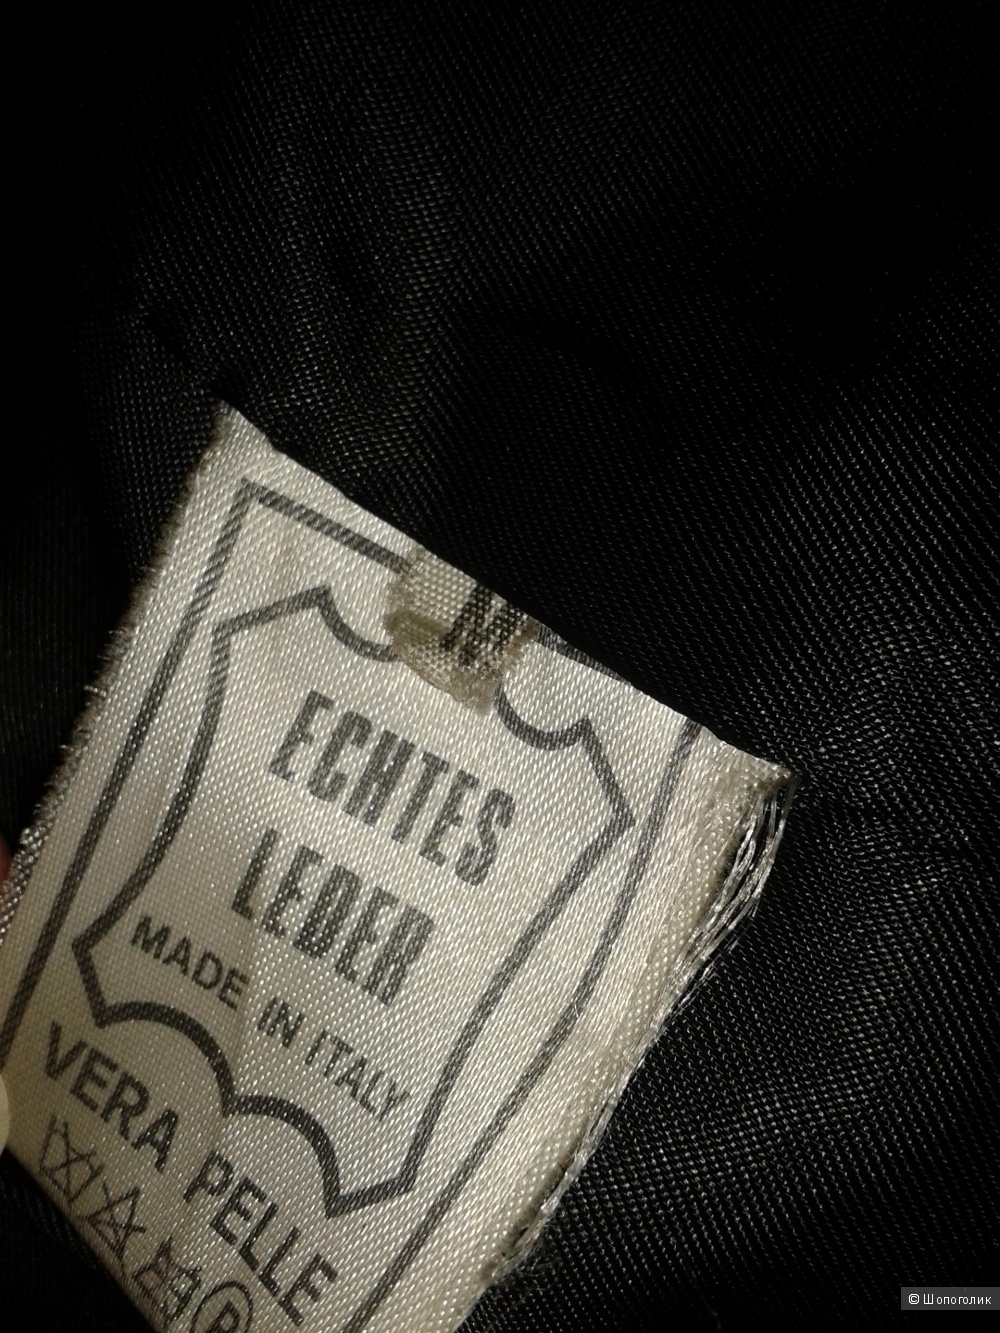 M
ECHTES
LEDER
MADE IN ITALY
VERA PELLE
P
© Шопоголик